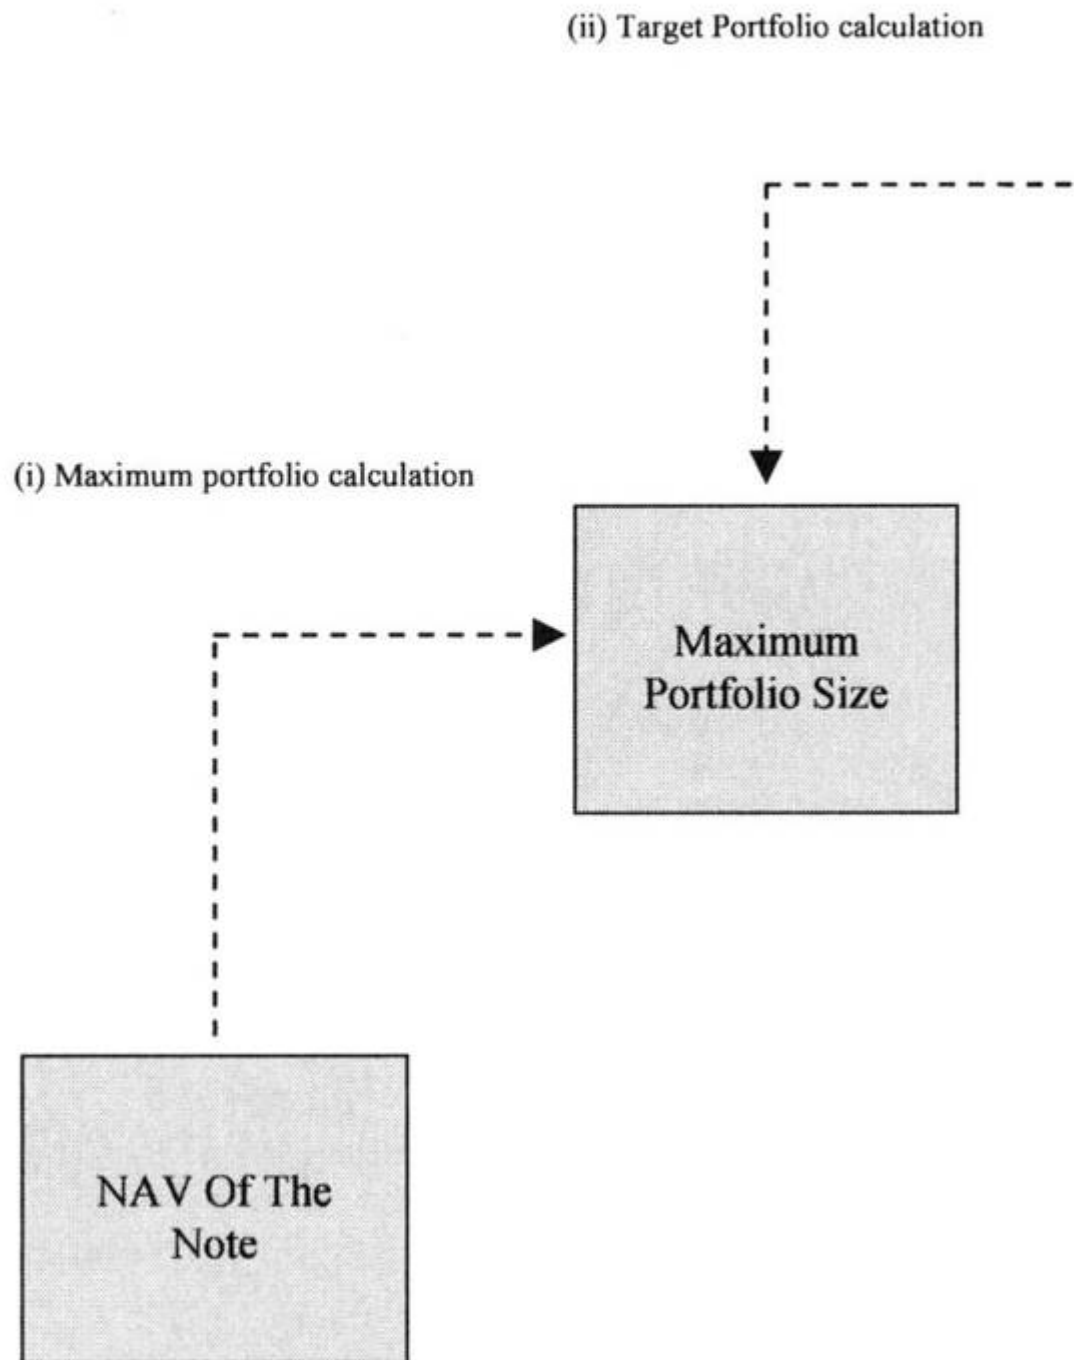 (ii) Target Portfolio calculation
(i) Maximum portfolio calculation
Maximum
Portfolio Size
NAV Of The
Note